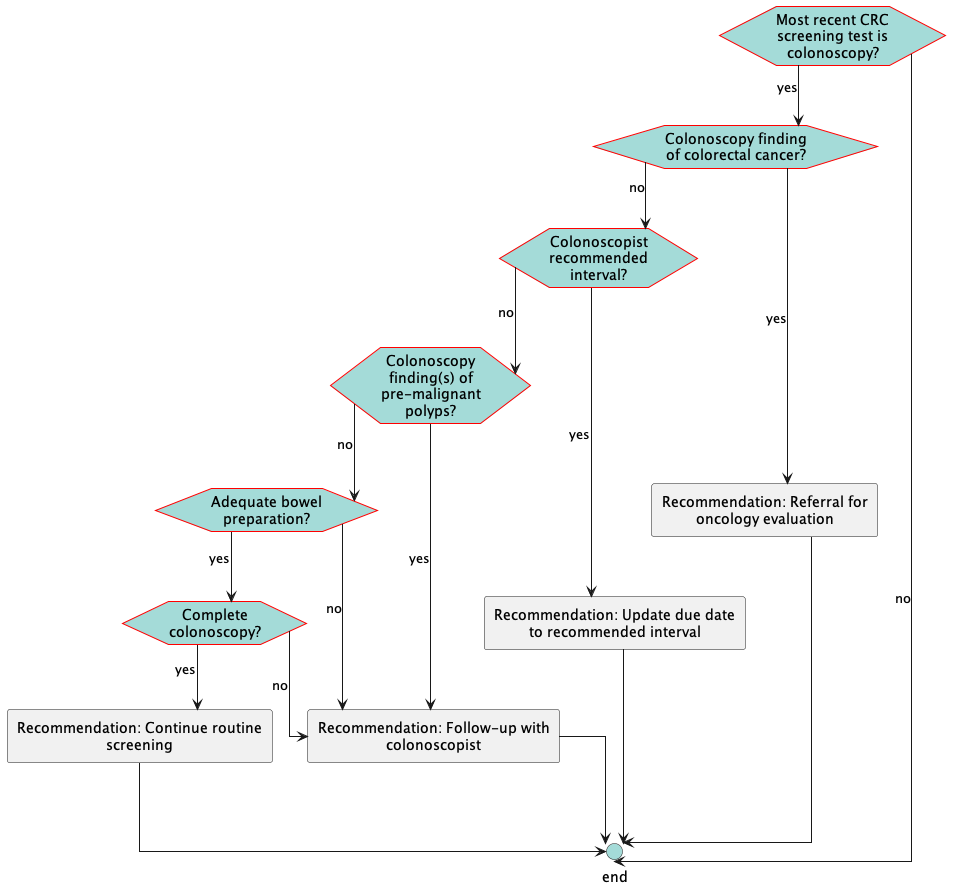 Most recent CRC
screening test is
colonoscopy?
yes
Colonoscopy finding
of colorectal cancer?
no
Colonoscopist
recommended
interval?
no
yes
Colonoscopy
finding(s) of
pre-malignant
polyps?
yes
no
Adequate bowel
preparation?
Recommendation: Referral for
oncology evaluation
yes
yes
no
no
Complete
colonoscopy?
Recommendation: Update due date
to recommended interval
yes
no
Recommendation: Continue routine
screening
Recommendation: Follow-up with
colonoscopist
end